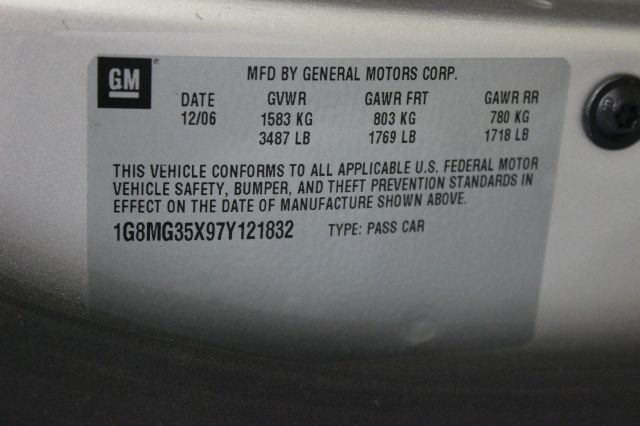 GM
MFD BY GENERAL MOTORS CORP.
DATE GVWR GAWR FRT GAWR RR
12/06 1583 KG 803 KG 780 KG
3487 LB 1769 LB 1718 LB
THIS VEHICLE CONFORMS TO ALL APPLICABLE U.S. FEDERAL MOTOR
VEHICLE SAFETY, BUMPER, AND THEFT PREVENTION STANDARDS IN
EFFECT ON THE DATE OF MANUFACTURE SHOWN ABOVE.
1G8MG35X97Y121832 TYPE: PASS CAR